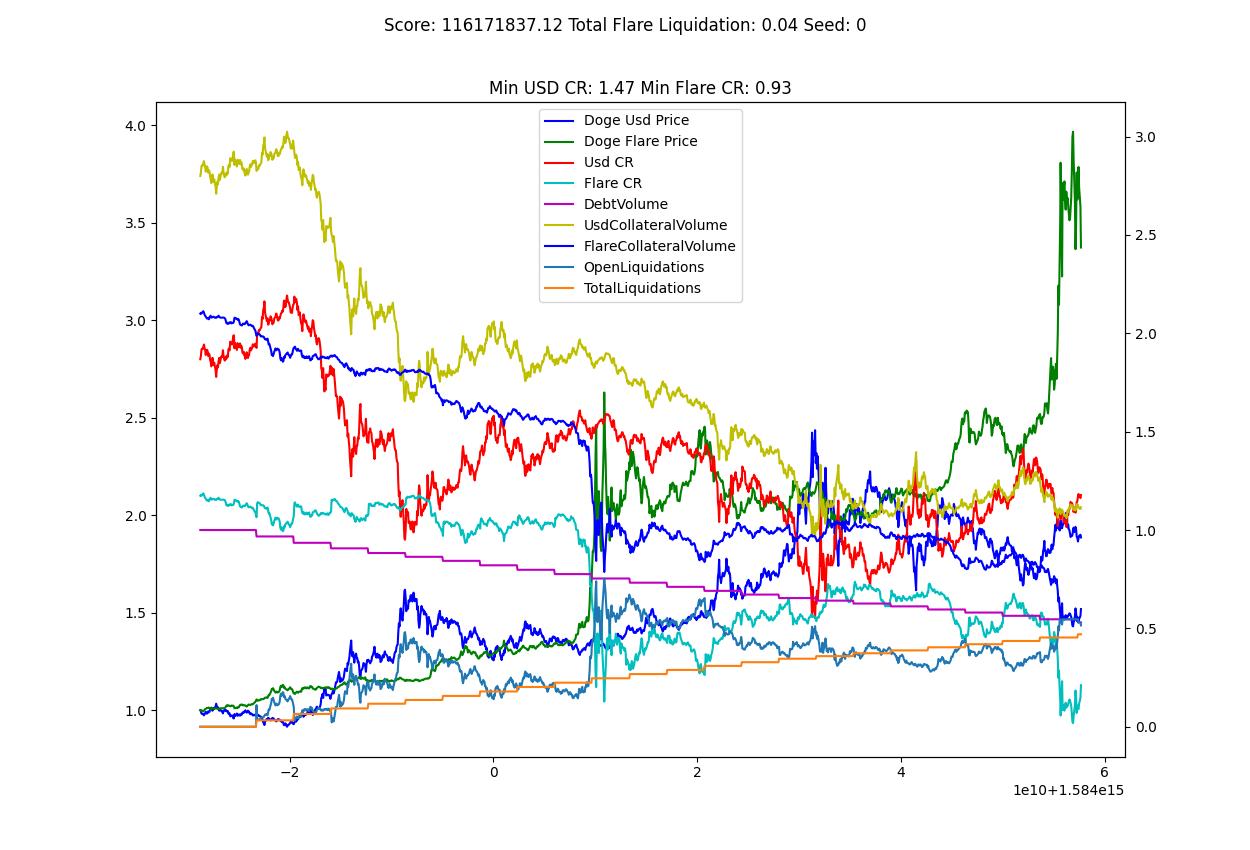 Score: 116171837.12 Total Flare Liquidation: 0.04 Seed: 0
Min USD CR: 1.47 Min Flare CR: 0.93
Doge Usd Price
Doge Flare Price
Usd CR
Flare CR
DebtVolume
UsdCollateralVolume
FlareCollateralVolume
OpenLiquidations
TotalLiquidations
4.0
3.5
3.0
2.5
2.0
1.5
1.0
3.0
2.5
2.0
1.5
1.0
0.5
0.0
−2 0 2 4 6
1e10+1.584e15